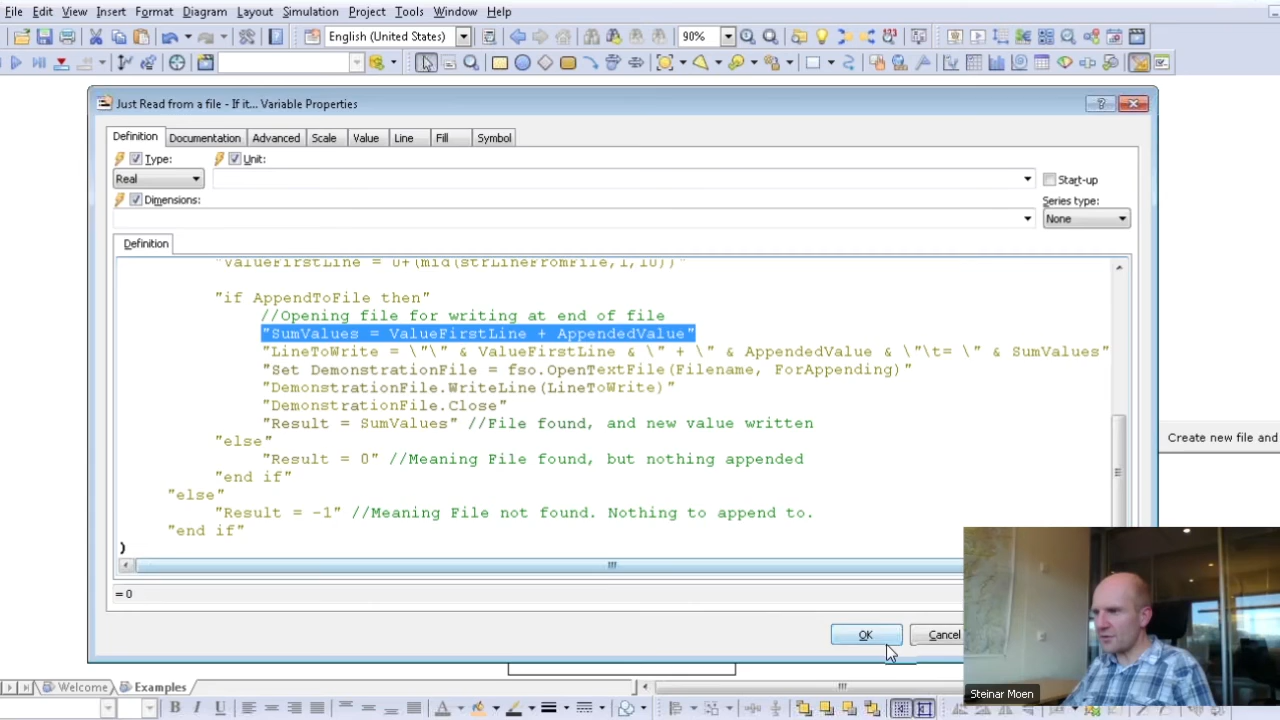 File Edit View Insert Format Diagram Layout Simulation Project Tools Window Help
English (United States) 90%
Just Read from a file - If it... Variable Properties
Definition Documentation Advanced Scale Value Line Fill Symbol
Type: Unit:
Real Start-up
Dimensions: Series type:
None
Definition
"ValueFirstLine = 0+(mid(strLineFromFile,1,10))"
"if AppendToFile then"
//Opening file for writing at end of file
"SumValues = ValueFirstLine + AppendedValue"
"LineToWrite = \"\" & ValueFirstLine & \" + \" & AppendedValue & \"\t= \" & SumValues"
"Set DemonstrationFile = fso.OpenTextFile(Filename, ForAppending)"
"DemonstrationFile.WriteLine(LineToWrite)"
"DemonstrationFile.Close"
"Result = SumValues" //File found, and new value written
"else"
"Result = 0" //Meaning File found, but nothing appended
"end if"
"else"
"Result = -1" //Meaning File not found. Nothing to append to.
"end if"
)
Create new file and
= 0
OK Cancel
Welcome Examples
Steinar Moen
B I U A